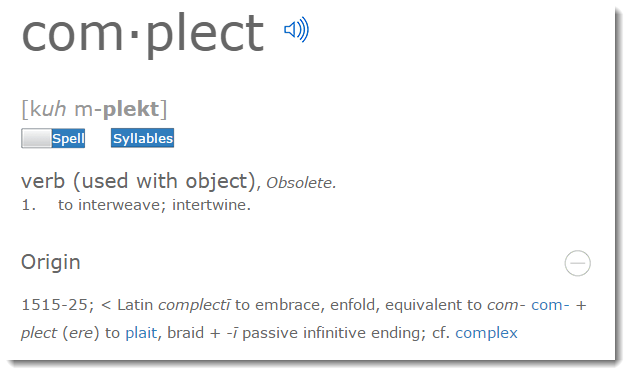 com·plect
[kuh m-plekt]
Spell Syllables
verb (used with object), Obsolete.
1. to interweave; intertwine.
Origin
1515-25; < Latin complectī to embrace, enfold, equivalent to com- com- +
plect (ere) to plait, braid + -ī passive infinitive ending; cf. complex